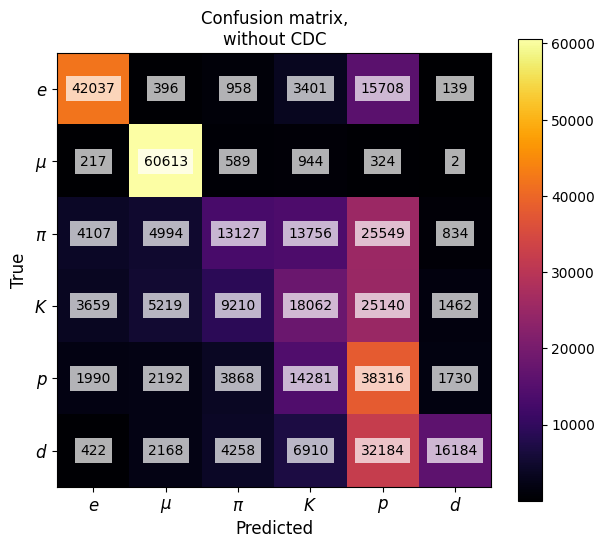 Confusion matrix,
without CDC
e 42037 396 958 3401 15708 139
μ 217 60613 589 944 324 2
π 4107 4994 13127 13756 25549 834
K 3659 5219 9210 18062 25140 1462
p 1990 2192 3868 14281 38316 1730
d 422 2168 4258 6910 32184 16184
e μ π K p d
True
Predicted
60000
50000
40000
30000
20000
10000